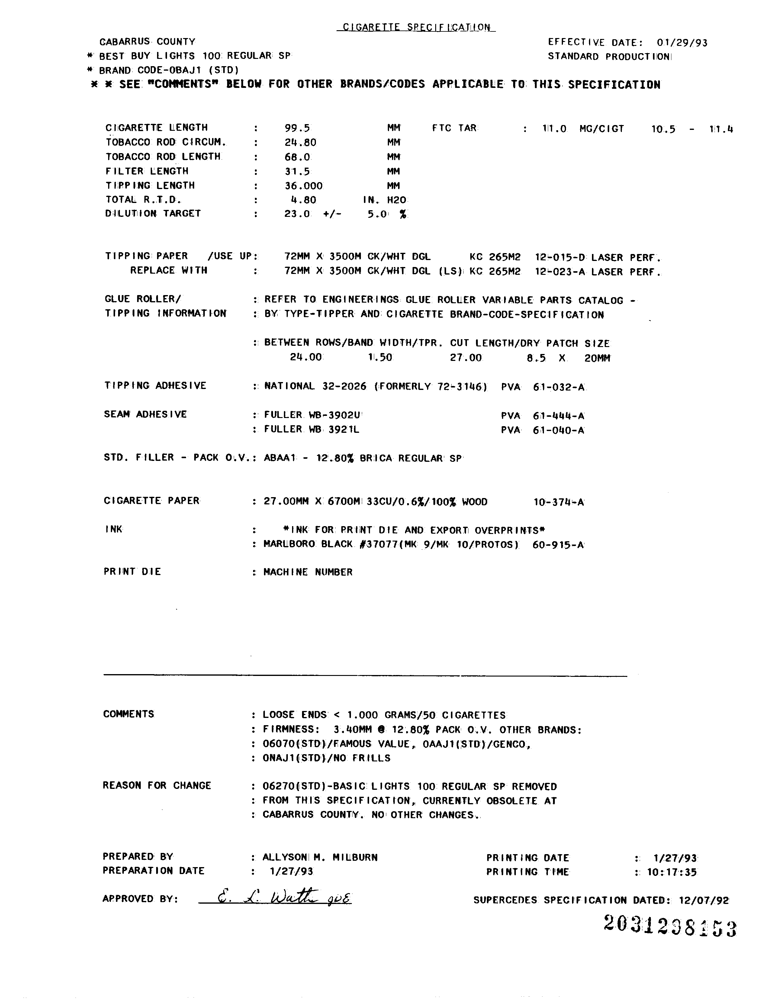 CIGARETTE SPECIFICATION
CABARRUS COUNTY EFFECTIVE DATE: 01/29/93
* BEST BUY LIGHTS 100 REGULAR SP STANDARD PRODUCTION
* BRAND CODE-OBAJ1 (STD)
* * SEE "COMMENTS" BELOW FOR OTHER BRANDS/CODES APPLICABLE TO THIS SPECIFICATION
CIGARETTE LENGTH : 99.5 MM FTC TAR : 11.0 MG/CIGT 10.5 - 11.4
TOBACCO ROD CIRCUM. : 24.80 MM
TOBACCO ROD LENGTH : 68.0 MM
FILTER LENGTH : 31.5 MM
TIPPING LENGTH : 36.000 MM
TOTAL R.T.D. : 4.80 IN. H2O
DILUTION TARGET : 23.0 +/- 5.0 %
TIPPING PAPER /USE UP: 72MM X 3500M CK/WHT DGL KC 265M2 12-015-D LASER PERF.
REPLACE WITH : 72MM X 3500M CK/WHT DGL (LS) KC 265M2 12-023-A LASER PERF.
GLUE ROLLER/ : REFER TO ENGINEERINGS GLUE ROLLER VARIABLE PARTS CATALOG -
TIPPING INFORMATION : BY TYPE-TIPPER AND CIGARETTE BRAND-CODE-SPECIFICATION
: BETWEEN ROWS/BAND WIDTH/TPR. CUT LENGTH/DRY PATCH SIZE
24.00 1.50 27.00 8.5 X 20MM
TIPPING ADHESIVE : NATIONAL 32-2026 (FORMERLY 72-3146) PVA 61-032-A
SEAM ADHESIVE : FULLER WB-3902U PVA 61-444-A
: FULLER WB 3921L PVA 61-040-A
STD. FILLER - PACK O.V.: ABAA1 - 12.80% BRICA REGULAR SP
CIGARETTE PAPER : 27.00MM X 6700M 33CU/0.6%/100% WOOD 10-374-A
INK : *INK FOR PRINT DIE AND EXPORT OVERPRINTS*
: MARLBORO BLACK #37077(MK 9/MK 10/PROTOS) 60-915-A
PRINT DIE : MACHINE NUMBER
COMMENTS : LOOSE ENDS < 1.000 GRAMS/50 CIGARETTES
: FIRMNESS: 3.40MM @ 12.80% PACK O.V. OTHER BRANDS:
: 06070(STD)/FAMOUS VALUE, OAAJ1(STD)/GENCO,
: ONAJ1(STD)/NO FRILLS
REASON FOR CHANGE : 06270(STD)-BASIC LIGHTS 100 REGULAR SP REMOVED
: FROM THIS SPECIFICATION, CURRENTLY OBSOLETE AT
: CABARRUS COUNTY. NO OTHER CHANGES.
PREPARED BY : ALLYSON M. MILBURN PRINTING DATE : 1/27/93
PREPARATION DATE : 1/27/93 PRINTING TIME : 10:17:35
APPROVED BY: E. L. Watts SUPERCEDES SPECIFICATION DATED: 12/07/92
2031298153